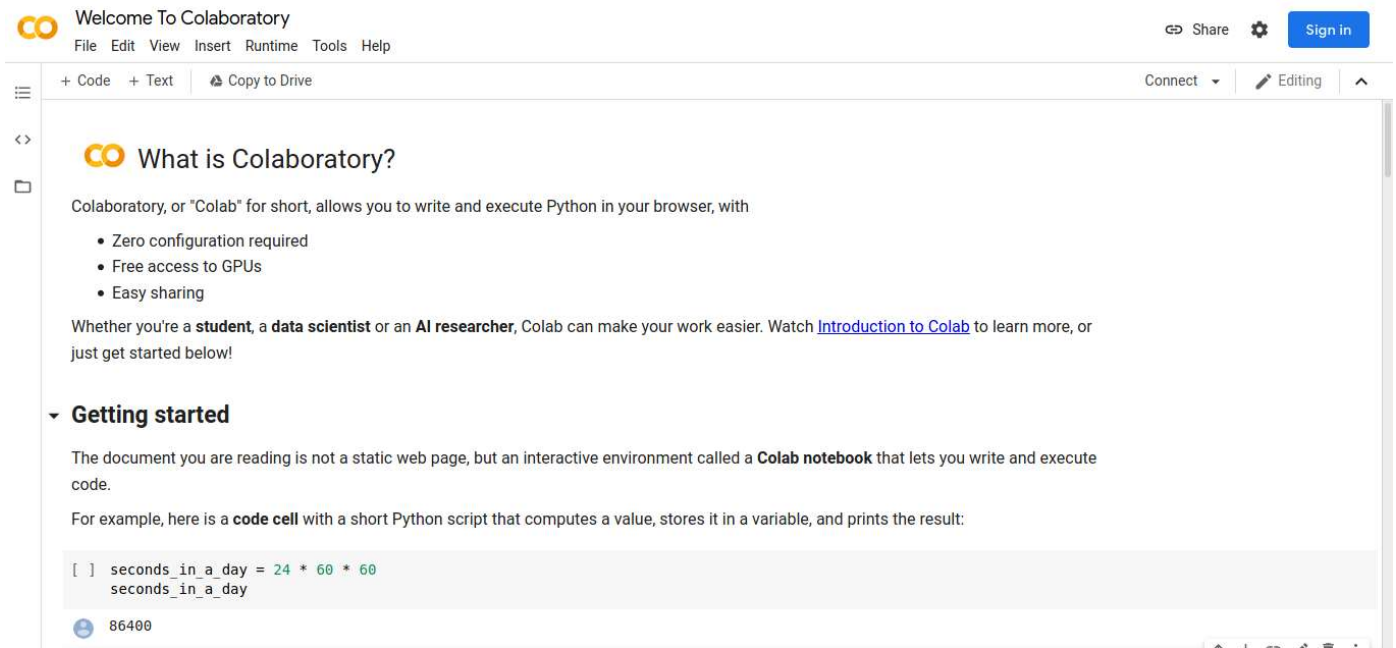 Welcome To Colaboratory
File Edit View Insert Runtime Tools Help
Share
Sign in
+ Code + Text Copy to Drive
Connect
Editing
What is Colaboratory?
Colaboratory, or "Colab" for short, allows you to write and execute Python in your browser, with
• Zero configuration required
• Free access to GPUs
• Easy sharing
Whether you're a student, a data scientist or an AI researcher, Colab can make your work easier. Watch Introduction to Colab to learn more, or
just get started below!
Getting started
The document you are reading is not a static web page, but an interactive environment called a Colab notebook that lets you write and execute
code.
For example, here is a code cell with a short Python script that computes a value, stores it in a variable, and prints the result:
[ ] seconds_in_a_day = 24 * 60 * 60
seconds_in_a_day
86400